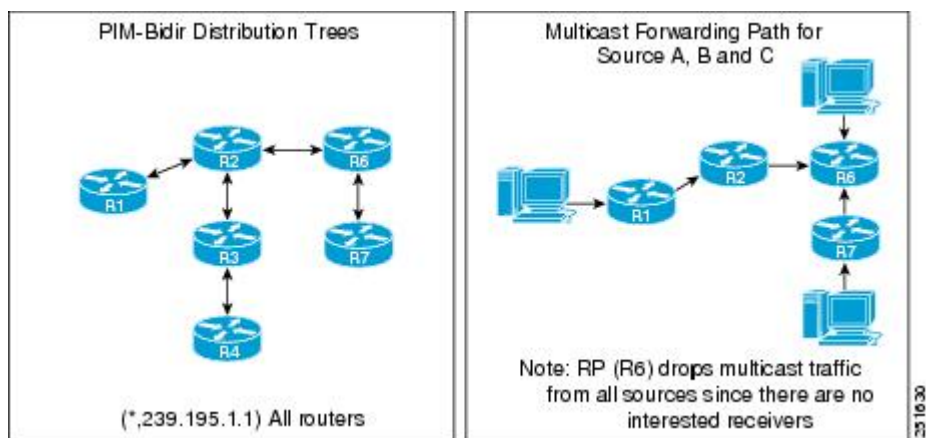 PIM-Bidir Distribution Trees
R2
R6
R1
R3
R7
R4
(*,239.195.1.1) All routers
Multicast Forwarding Path for
Source A, B and C
R2
R6
R1
R7
Note: RP (R6) drops multicast traffic
from all sources since there are no
interested receivers
251630